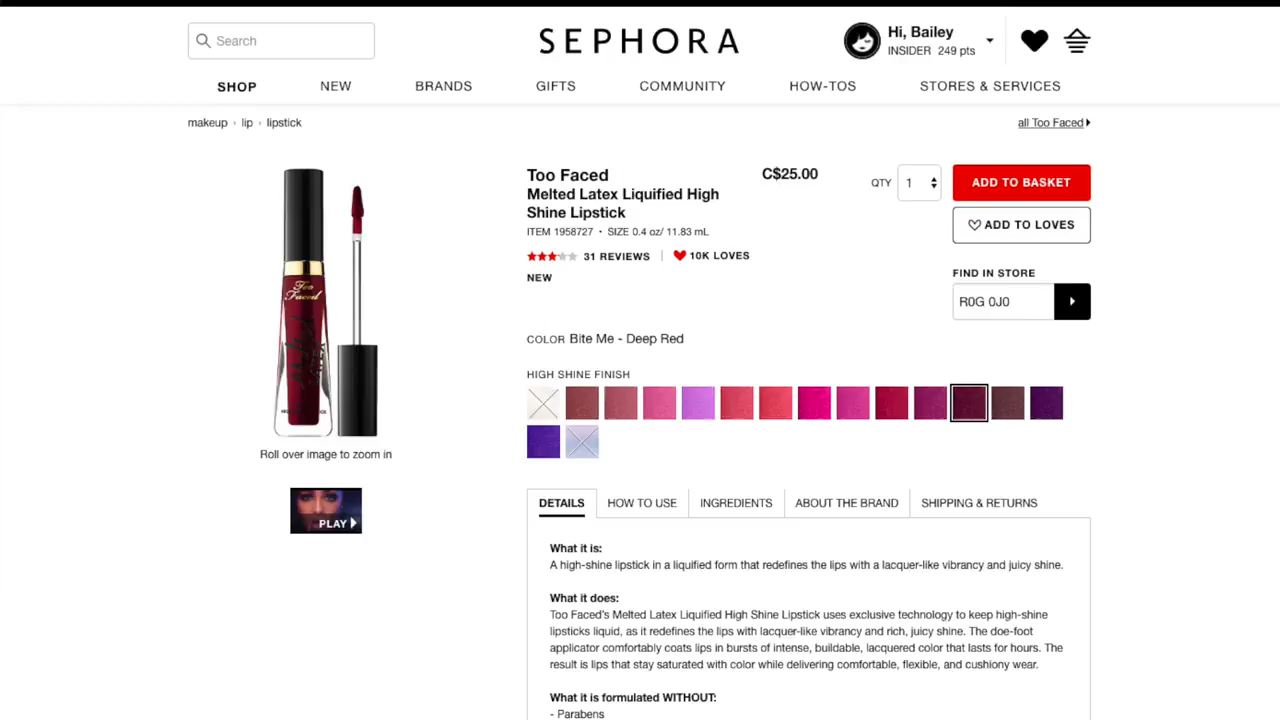 Search
SEPHORA
Hi, Bailey
INSIDER 249 pts
SHOP NEW BRANDS GIFTS COMMUNITY HOW-TOS STORES & SERVICES
makeup › lip › lipstick
all Too Faced
Too Faced
Melted Latex Liquified High
Shine Lipstick
C$25.00
QTY 1
ADD TO BASKET
ITEM 1958727 • SIZE 0.4 oz/ 11.83 mL
ADD TO LOVES
31 REVIEWS | 10K LOVES
NEW
FIND IN STORE
R0G 0J0
Too
Faced
COLOR Bite Me - Deep Red
HIGH SHINE FINISH
Roll over image to zoom in
PLAY
DETAILS HOW TO USE INGREDIENTS ABOUT THE BRAND SHIPPING & RETURNS
What it is:
A high-shine lipstick in a liquified form that redefines the lips with a lacquer-like vibrancy and juicy shine.
What it does:
Too Faced's Melted Latex Liquified High Shine Lipstick uses exclusive technology to keep high-shine
lipsticks liquid, as it redefines the lips with lacquer-like vibrancy and rich, juicy shine. The doe-foot
applicator comfortably coats lips in bursts of intense, buildable, lacquered color that lasts for hours. The
result is lips that stay saturated with color while delivering comfortable, flexible, and cushiony wear.
What it is formulated WITHOUT:
- Parabens